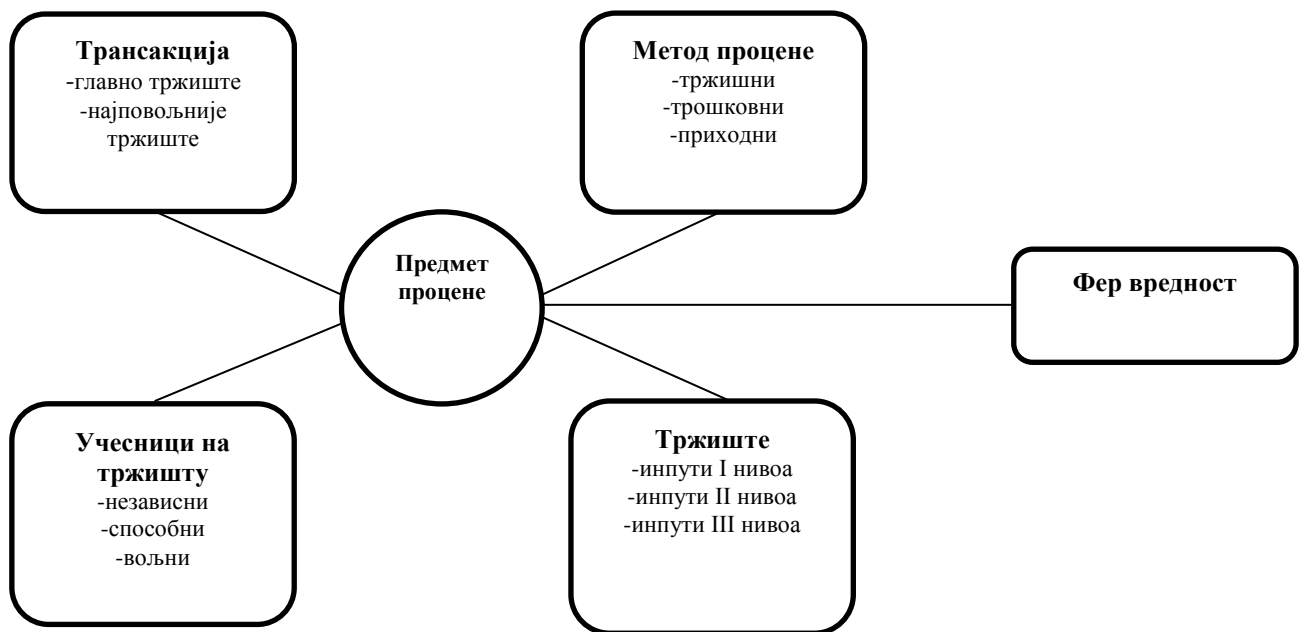 Трансакција
-главно тржиште
-најповољније
тржиште
Метод процене
-тржишни
-трошковни
-приходни
Предмет
процене
Фер вредност
Учесници на
тржишту
-независни
-способни
-вољни
Тржиште
-инпути I нивоа
-инпути II нивоа
-инпути III нивоа